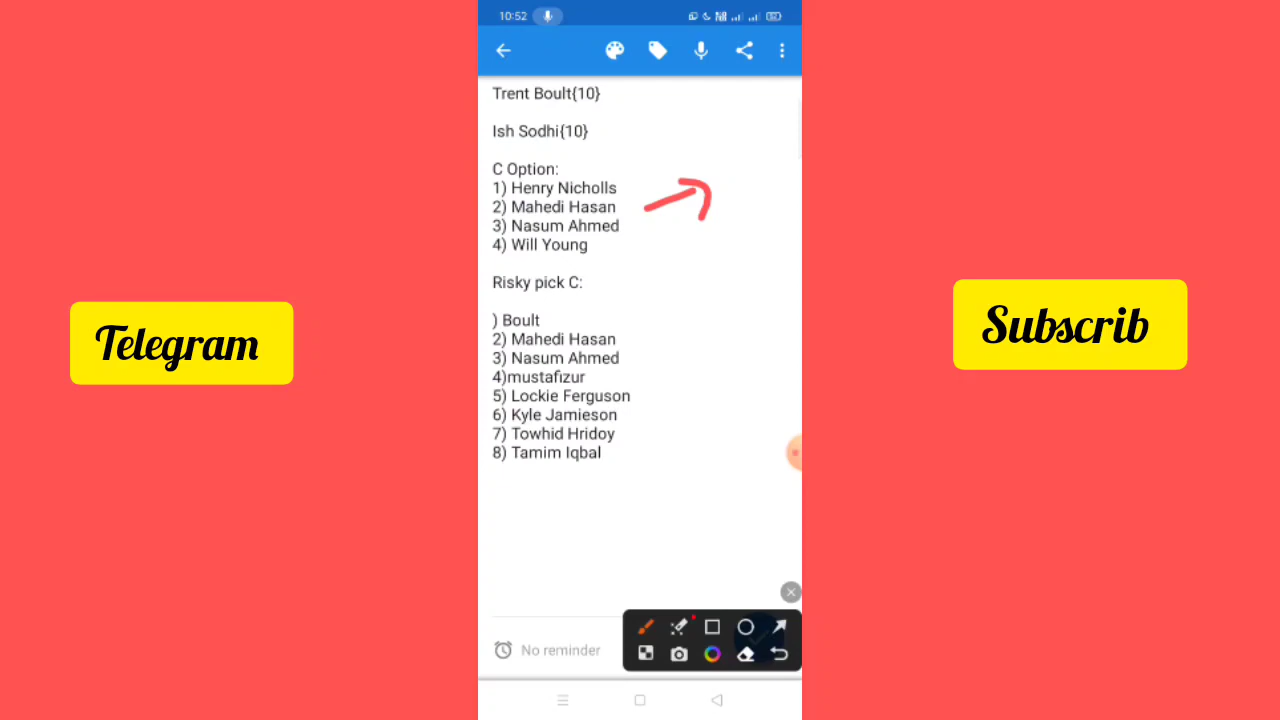 10:52
Trent Boult{10}
Ish Sodhi{10}
C Option:
1) Henry Nicholls
2) Mahedi Hasan
3) Nasum Ahmed
4) Will Young
Risky pick C:
) Boult
2) Mahedi Hasan
3) Nasum Ahmed
4)mustafizur
5) Lockie Ferguson
6) Kyle Jamieson
7) Towhid Hridoy
8) Tamim Iqbal
No reminder
Telegram
Subscrib